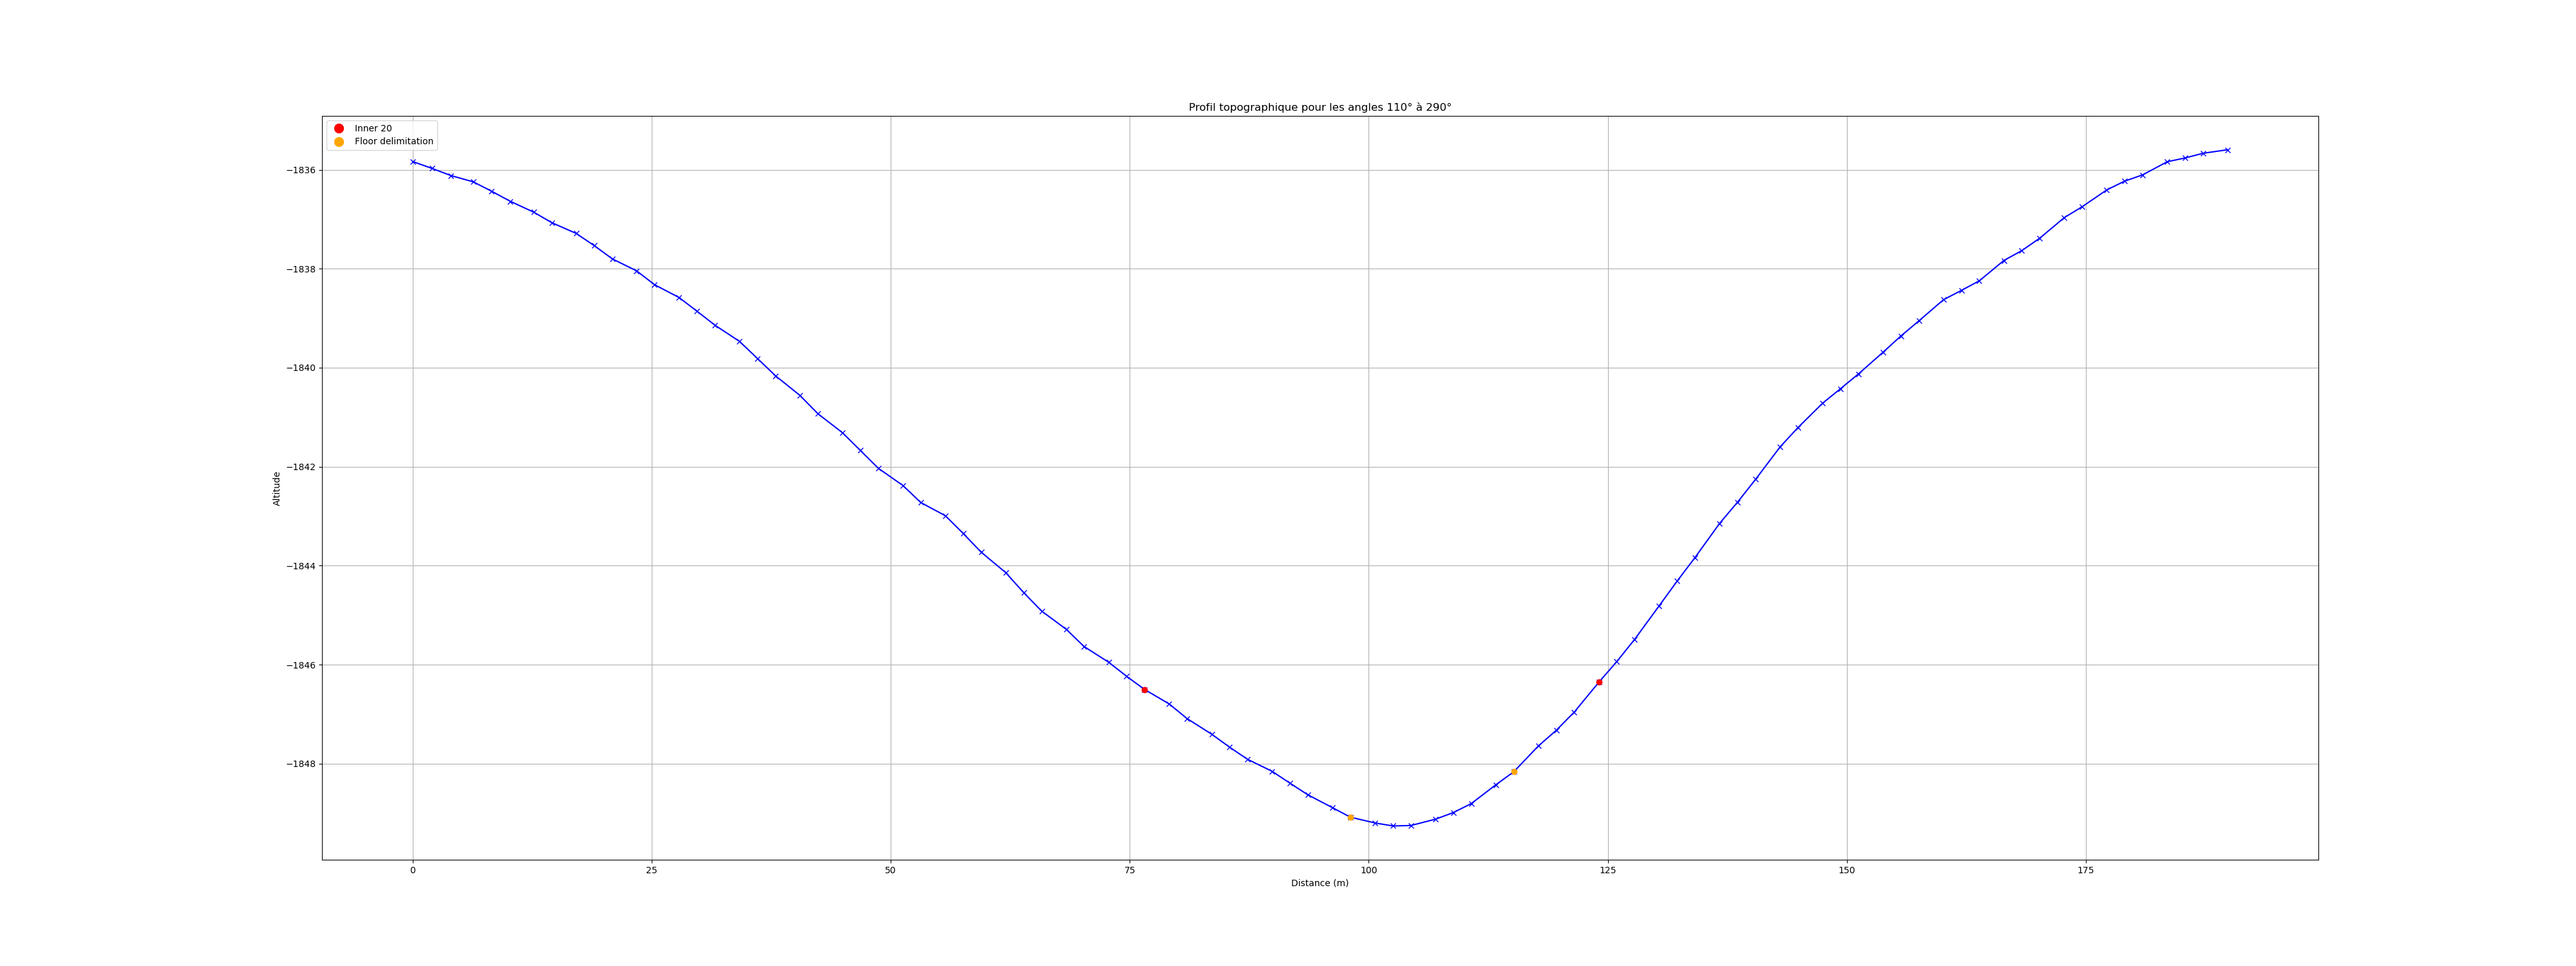 Profil topographique pour les angles 110° à 290°
Inner 20
Floor delimitation
−1836
−1838
−1840
−1842
−1844
−1846
−1848
Altitude
0 25 50 75 100 125 150 175
Distance (m)